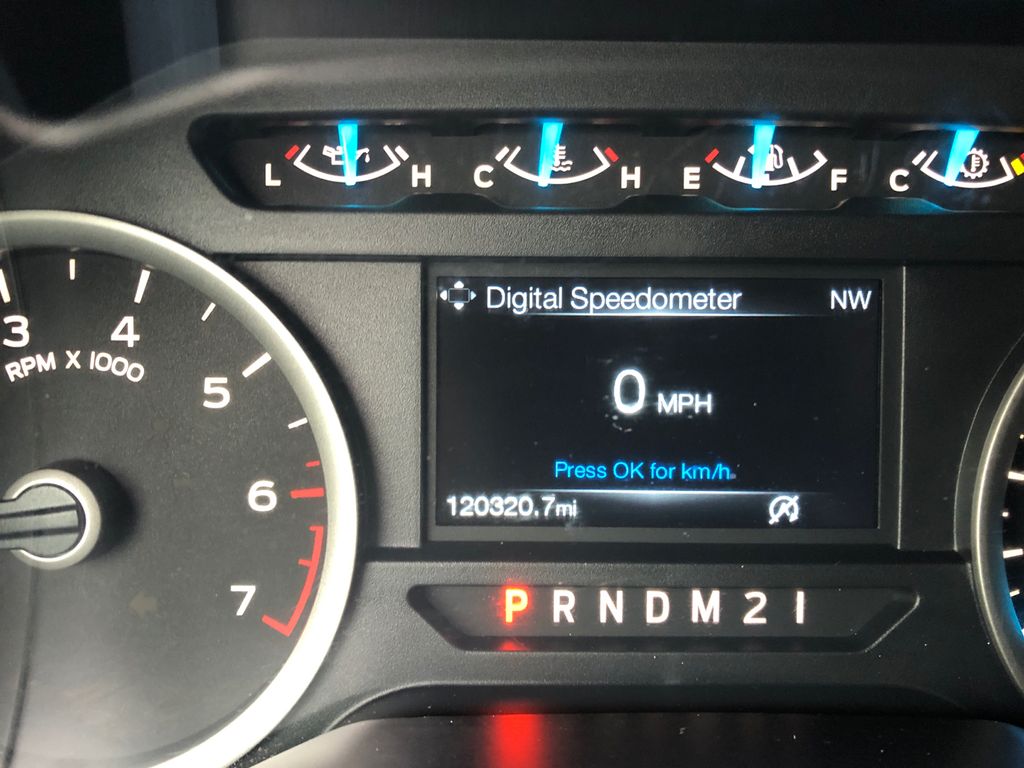 L H C H E F C
Digital Speedometer NW
3 4 5 6 7
RPM X 1000
0 MPH
Press OK for km/h
120320.7mi
P R N D M 2 1